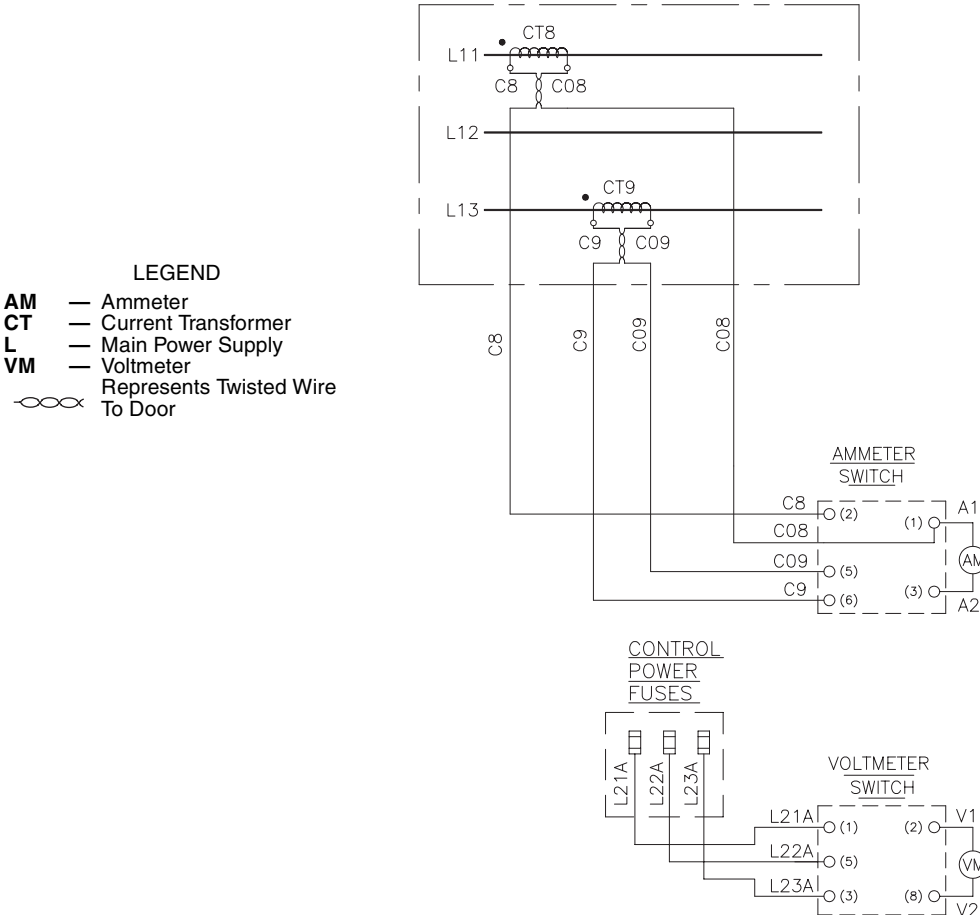 CT8
L11
C8 C08
L12
CT9
L13
C9 C09
LEGEND
AM — Ammeter
CT — Current Transformer
L — Main Power Supply
VM — Voltmeter
Represents Twisted Wire
To Door
C8
C9
C09
C08
AMMETER
SWITCH
C8 (2)
(1) A1
C08
AM
C09 (5)
C9 (6)
(3) A2
CONTROL
POWER
FUSES
L21A
L22A
L23A
VOLTMETER
SWITCH
L21A (1) (2) V1
L22A (5) VM
L23A (3) (8) V2